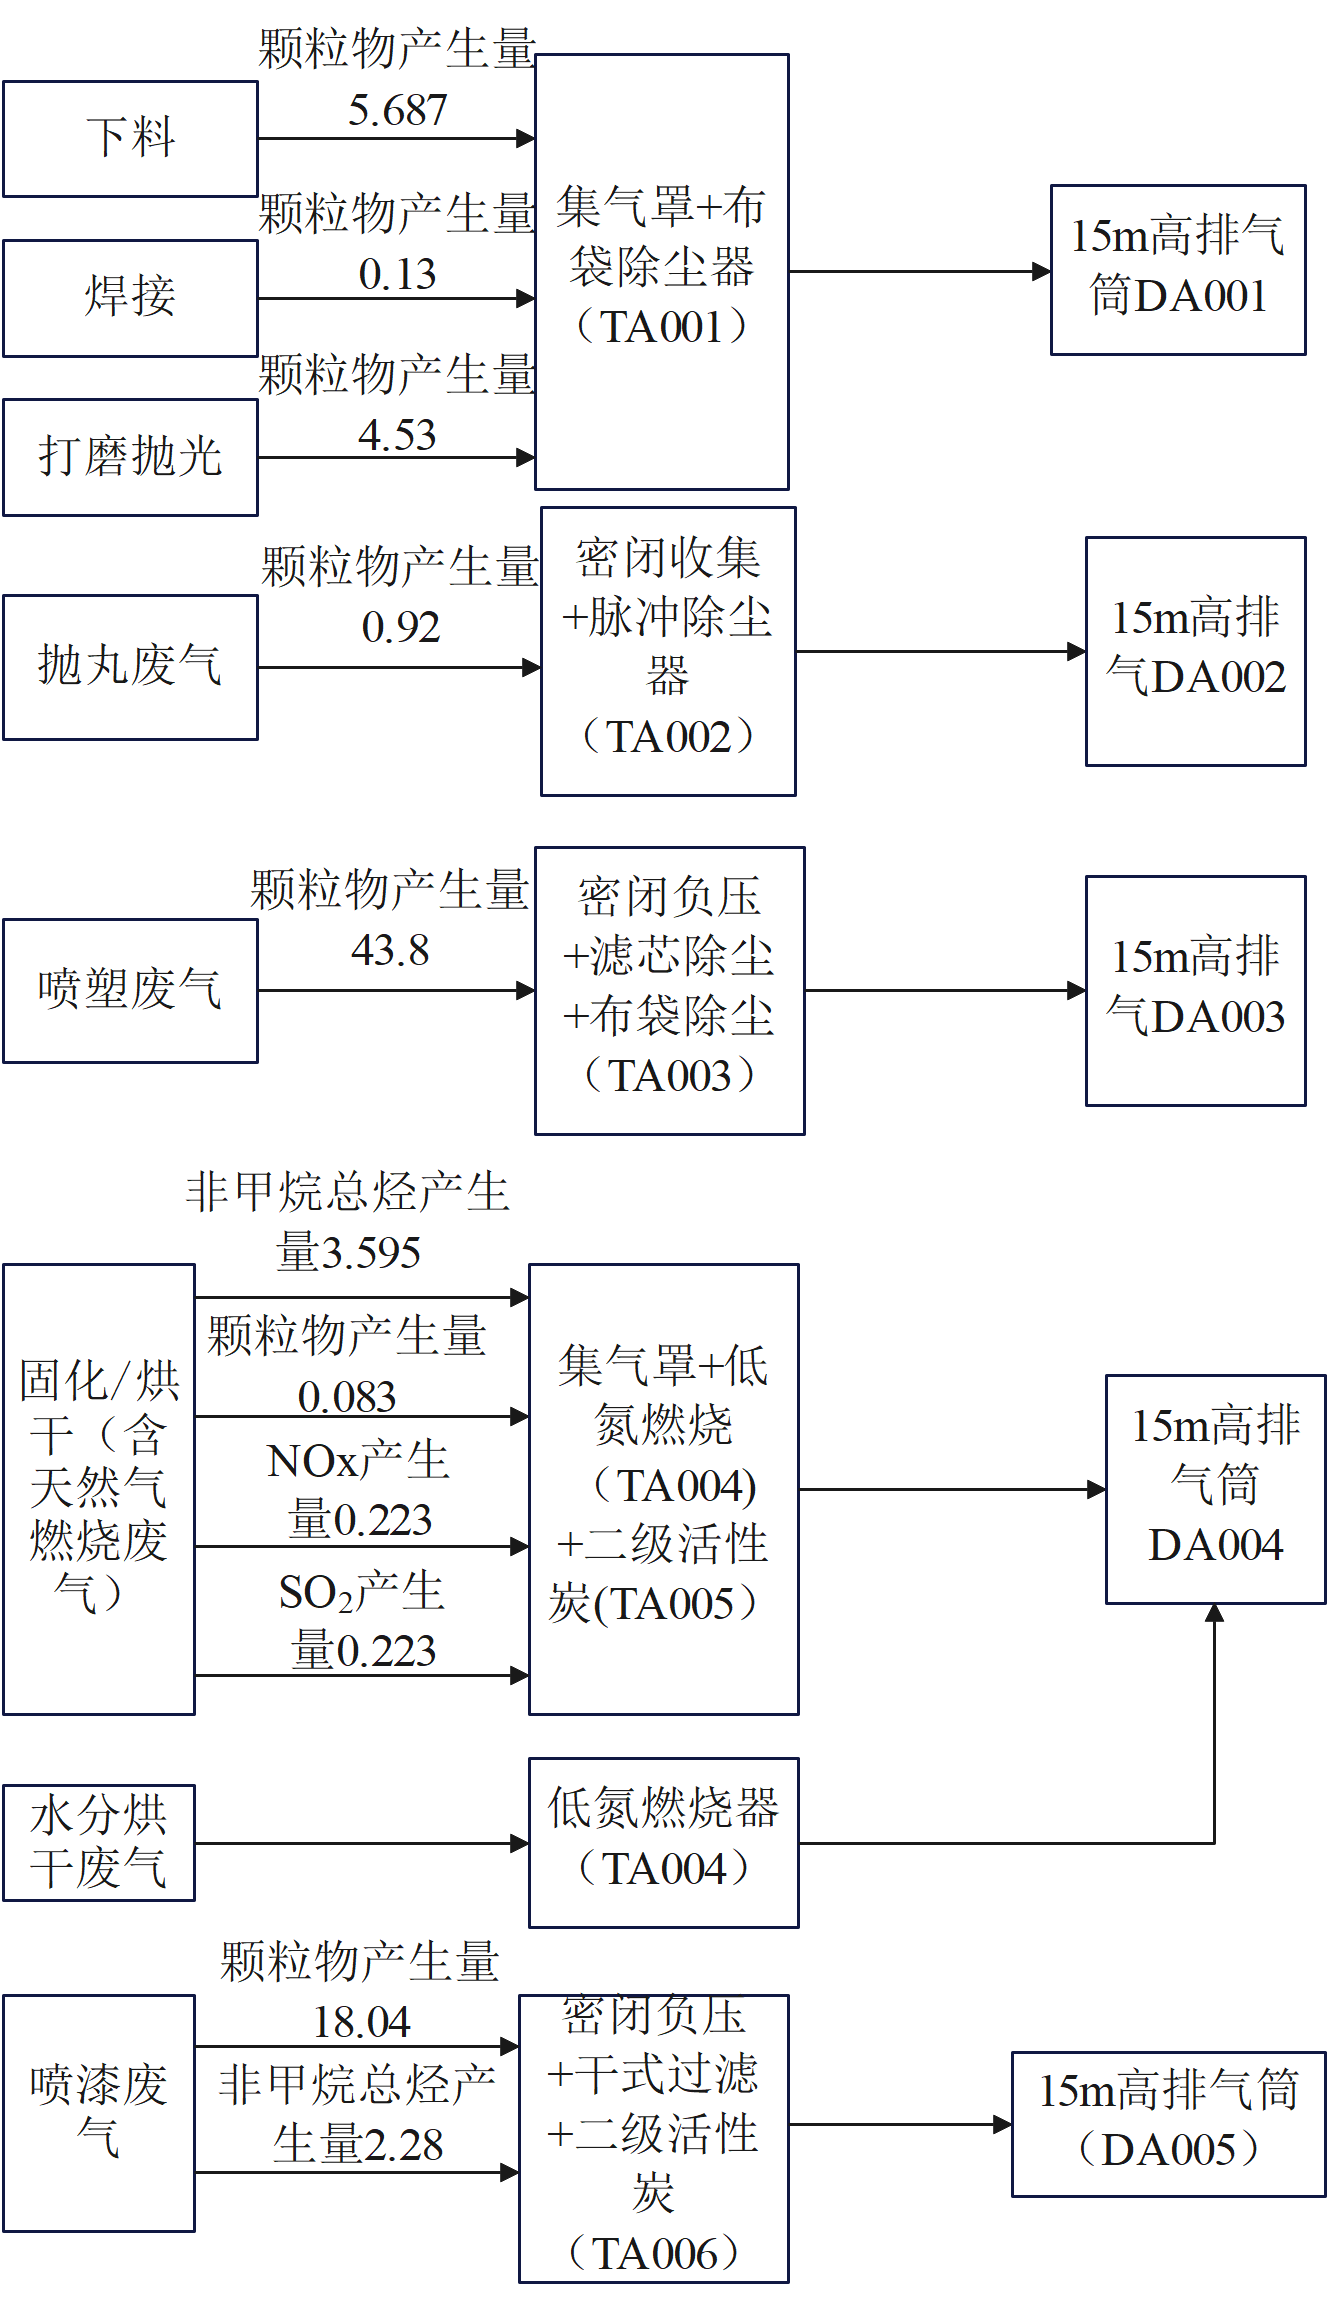 颗粒物产生量
5.687
下料
颗粒物产生量
0.13
焊接
颗粒物产生量
4.53
打磨抛光
集气罩+布
袋除尘器
（TA001）
15m高排气
筒DA001
颗粒物产生量
0.92
抛丸废气
密闭收集
+脉冲除尘
器
（TA002）
15m高排
气DA002
颗粒物产生量
43.8
喷塑废气
密闭负压
+滤芯除尘
+布袋除尘
（TA003）
15m高排
气DA003
非甲烷总烃产生
量3.595
颗粒物产生量
0.083
NOx产生
量0.223
SO₂产生
量0.223
固化/烘
干（含
天然气
燃烧废
气）
集气罩+低
氮燃烧
（TA004)
+二级活性
炭(TA005）
15m高排
气筒
DA004
水分烘
干废气
低氮燃烧器
（TA004）
颗粒物产生量
18.04
非甲烷总烃产
生量2.28
喷漆废
气
密闭负压
+干式过滤
+二级活性
炭
（TA006）
15m高排气筒
（DA005）